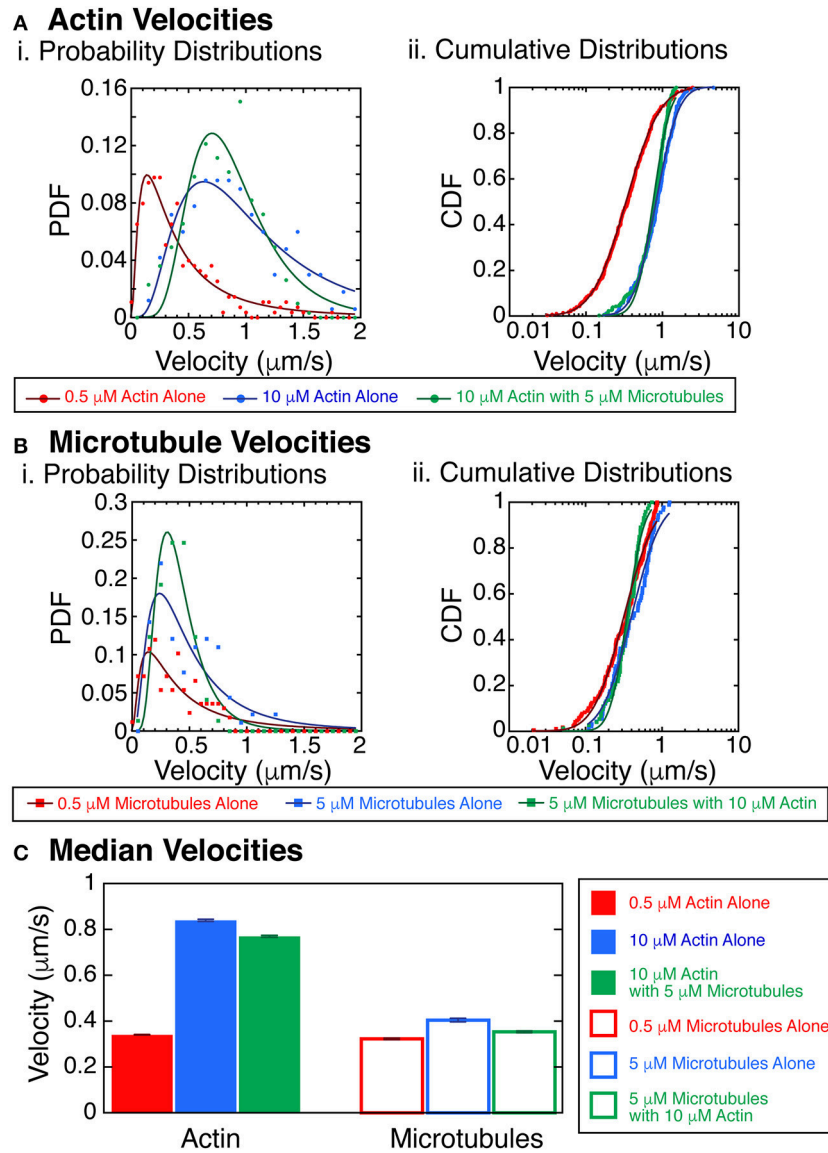 A Actin Velocities
i. Probability Distributions
ii. Cumulative Distributions
0.16
0.12
0.08
0.04
0
PDF
0
0.5
1
1.5
2
Velocity (μm/s)
1
0.8
0.6
0.4
0.2
0
CDF
0.01
0.1
1
10
Velocity (μm/s)
0.5 μM Actin Alone
10 μM Actin Alone
10 μM Actin with 5 μM Microtubules
B Microtubule Velocities
i. Probability Distributions
ii. Cumulative Distributions
0.3
0.25
0.2
0.15
0.1
0.05
0
PDF
0
0.5
1
1.5
2
Velocity (μm/s)
1
0.8
0.6
0.4
0.2
0
CDF
0.01
0.1
1
10
Velocity (μm/s)
0.5 μM Microtubules Alone
5 μM Microtubules Alone
5 μM Microtubules with 10 μM Actin
C Median Velocities
1
0.8
0.6
0.4
0.2
0
Velocity (μm/s)
Actin
Microtubules
0.5 μM Actin Alone
10 μM Actin Alone
10 μM Actin
with 5 μM Microtubules
0.5 μM Microtubules Alone
5 μM Microtubules Alone
5 μM Microtubules
with 10 μM Actin